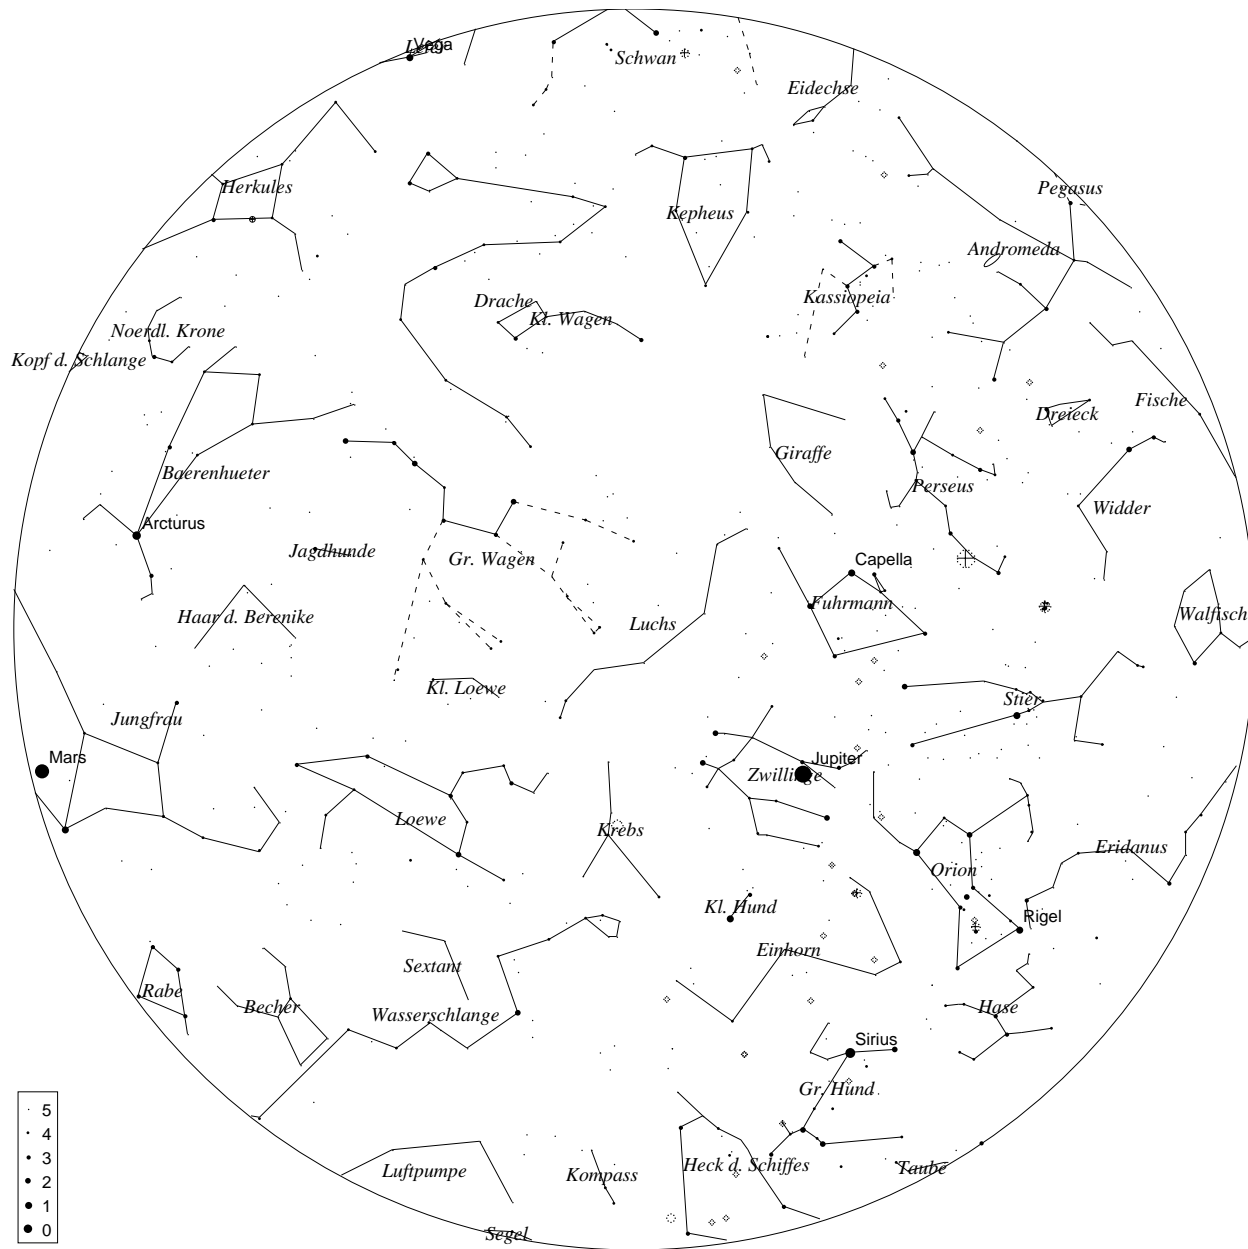 Vega
Schwan
Eidechse
Herkules
Pegasus
Kepheus
Andromeda
Kassiopeia
Drache
Kl. Wagen
Noerdl. Krone
Kopf d. Schlange
Dreieck
Fische
Giraffe
Baerenhueter
Perseus
Widder
Arcturus
Jagdhunde
Gr. Wagen
Capella
Fuhrmann
Haar d. Berenike
Luchs
Walfisch
Kl. Loewe
Stier
Jungfrau
Mars
Jupiter
Zwillinge
Loewe
Krebs
Eridanus
Orion
Kl. Hund
Rigel
Einhorn
Sextant
Rabe
Becher
Wasserschlange
Hase
Sirius
Gr. Hund
Luftpumpe
Kompass
Heck d. Schiffes
Taube
Segel
5
4
3
2
1
0